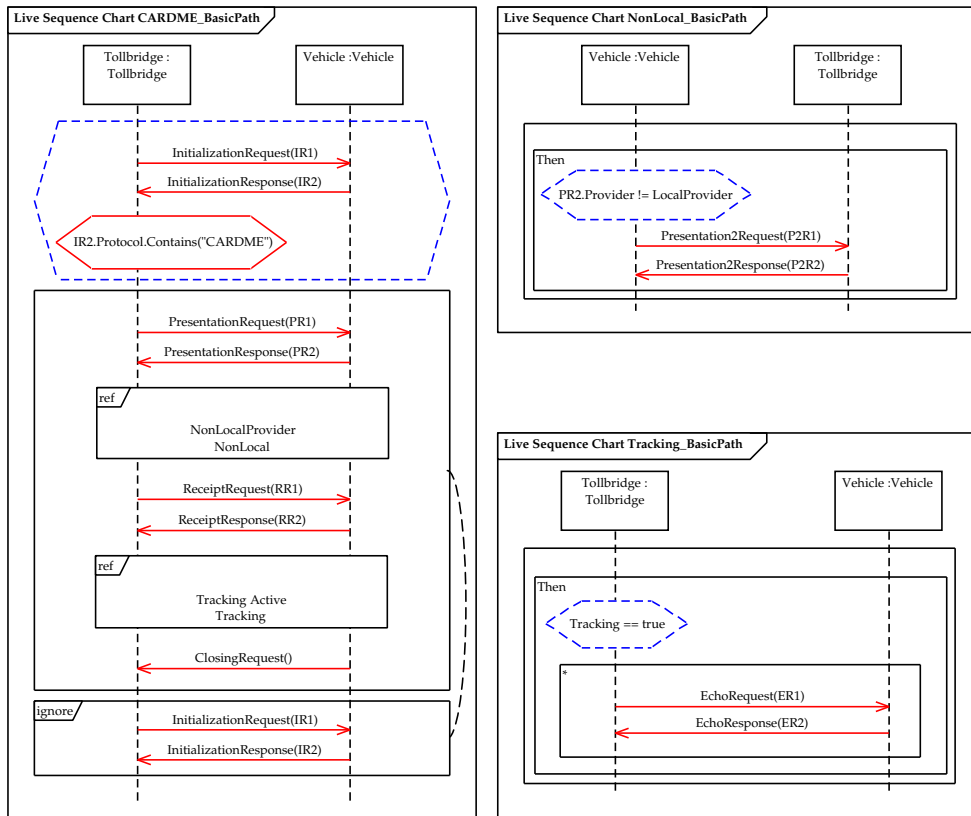 Live Sequence Chart CARDME_BasicPath
Tollbridge :
Tollbridge
Vehicle :Vehicle
InitializationRequest(IR1)
InitializationResponse(IR2)
IR2.Protocol.Contains("CARDME")
PresentationRequest(PR1)
PresentationResponse(PR2)
ref
NonLocalProvider
NonLocal
ReceiptRequest(RR1)
ReceiptResponse(RR2)
ref
Tracking Active
Tracking
ClosingRequest()
ignore
InitializationRequest(IR1)
InitializationResponse(IR2)
Live Sequence Chart NonLocal_BasicPath
Vehicle :Vehicle
Tollbridge :
Tollbridge
Then
PR2.Provider != LocalProvider
Presentation2Request(P2R1)
Presentation2Response(P2R2)
Live Sequence Chart Tracking_BasicPath
Tollbridge :
Tollbridge
Vehicle :Vehicle
Then
Tracking == true
*
EchoRequest(ER1)
EchoResponse(ER2)